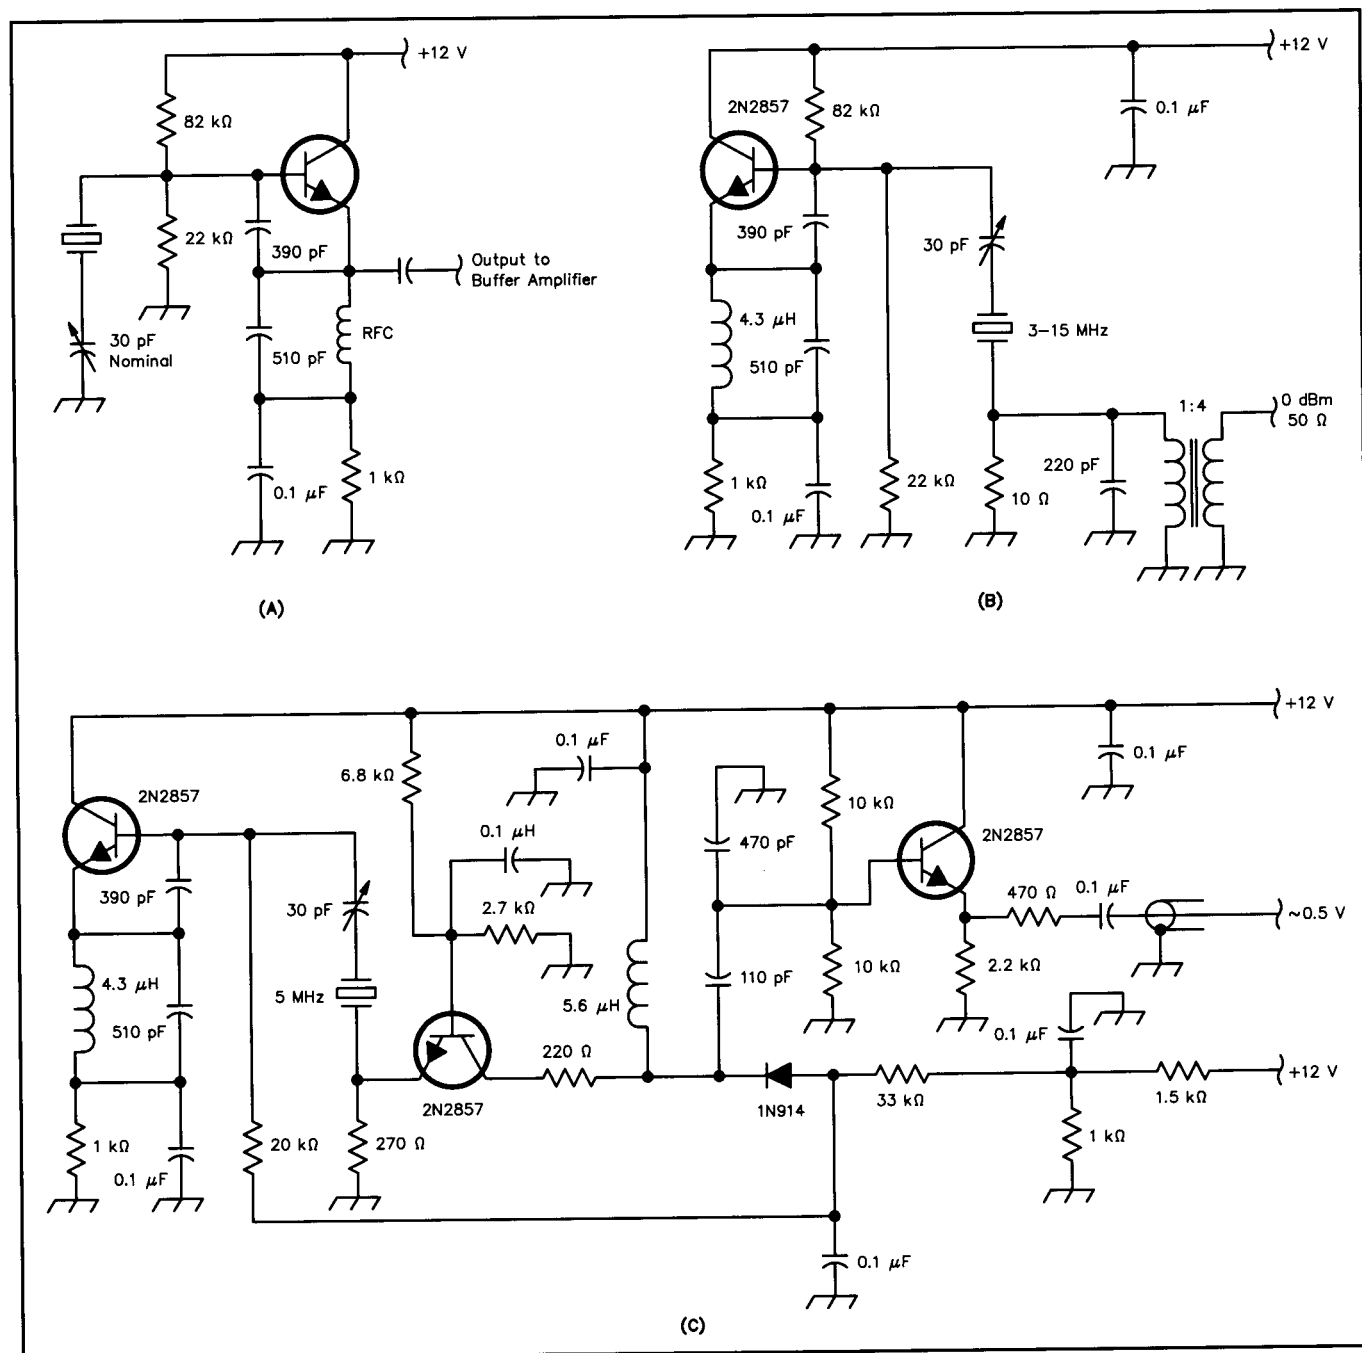 +12 V
82 kΩ
22 kΩ
390 pF
Output to
Buffer Amplifier
30 pF
Nominal
510 pF
RFC
0.1 μF
1 kΩ
(A)
+12 V
2N2857
82 kΩ
0.1 μF
390 pF
30 pF
4.3 μH
510 pF
3–15 MHz
1:4
0 dBm
50 Ω
1 kΩ
0.1 μF
22 kΩ
10 Ω
220 pF
(B)
+12 V
0.1 μF
6.8 kΩ
0.1 μF
2N2857
10 kΩ
0.1 μH
470 pF
2N2857
390 pF
30 pF
2.7 kΩ
470 Ω
0.1 μF
~0.5 V
4.3 μH
5 MHz
5.6 μH
110 pF
10 kΩ
2.2 kΩ
510 pF
220 Ω
0.1 μF
2N2857
1N914
33 kΩ
1.5 kΩ
+12 V
1 kΩ
0.1 μF
20 kΩ
270 Ω
1 kΩ
0.1 μF
(C)